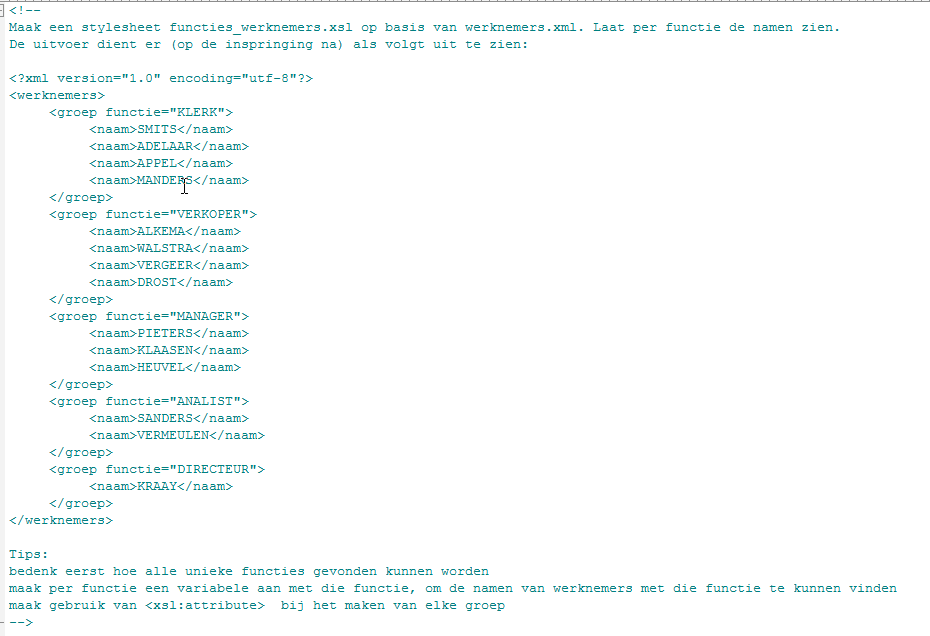 <!--
Maak een stylesheet functies_werknemers.xsl op basis van werknemers.xml. Laat per functie de namen zien.
De uitvoer dient er (op de inspringing na) als volgt uit te zien:
<?xml version="1.0" encoding="utf-8"?>
<werknemers>
<groep functie="KLERK">
<naam>SMITS</naam>
<naam>ADELAAR</naam>
<naam>APPEL</naam>
<naam>MANDERS</naam>
</groep>
<groep functie="VERKOPER">
<naam>ALKEMA</naam>
<naam>WALSTRA</naam>
<naam>VERGEER</naam>
<naam>DROST</naam>
</groep>
<groep functie="MANAGER">
<naam>PIETERS</naam>
<naam>KLAASEN</naam>
<naam>HEUVEL</naam>
</groep>
<groep functie="ANALIST">
<naam>SANDERS</naam>
<naam>VERMEULEN</naam>
</groep>
<groep functie="DIRECTEUR">
<naam>KRAAY</naam>
</groep>
</werknemers>
Tips:
bedenk eerst hoe alle unieke functies gevonden kunnen worden
maak per functie een variabele aan met die functie, om de namen van werknemers met die functie te kunnen vinden
maak gebruik van <xsl:attribute>  bij het maken van elke groep
-->